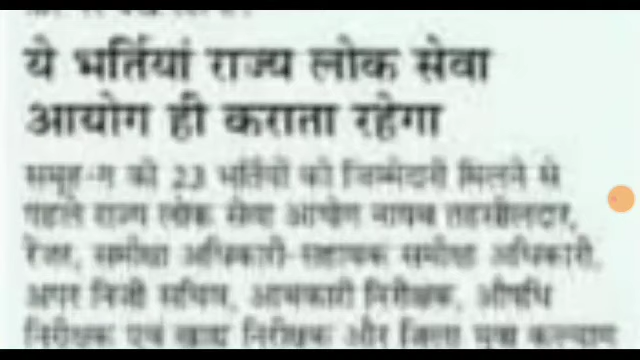 ये भर्तियां राज्य लोक सेवा
आयोग ही कराता रहेगा
समूह-ग की 23 भर्तियों की जिम्मेदारी मिलने से
पहले राज्य लोक सेवा आयोग नायब तहसीलदार,
रेंजर, समीक्षा अधिकारी-सहायक समीक्षा अधिकारी,
अपर निजी सचिव, आबकारी निरीक्षक, औषधि
निरीक्षक एवं खाद्य निरीक्षक और जिला युवा कल्याण